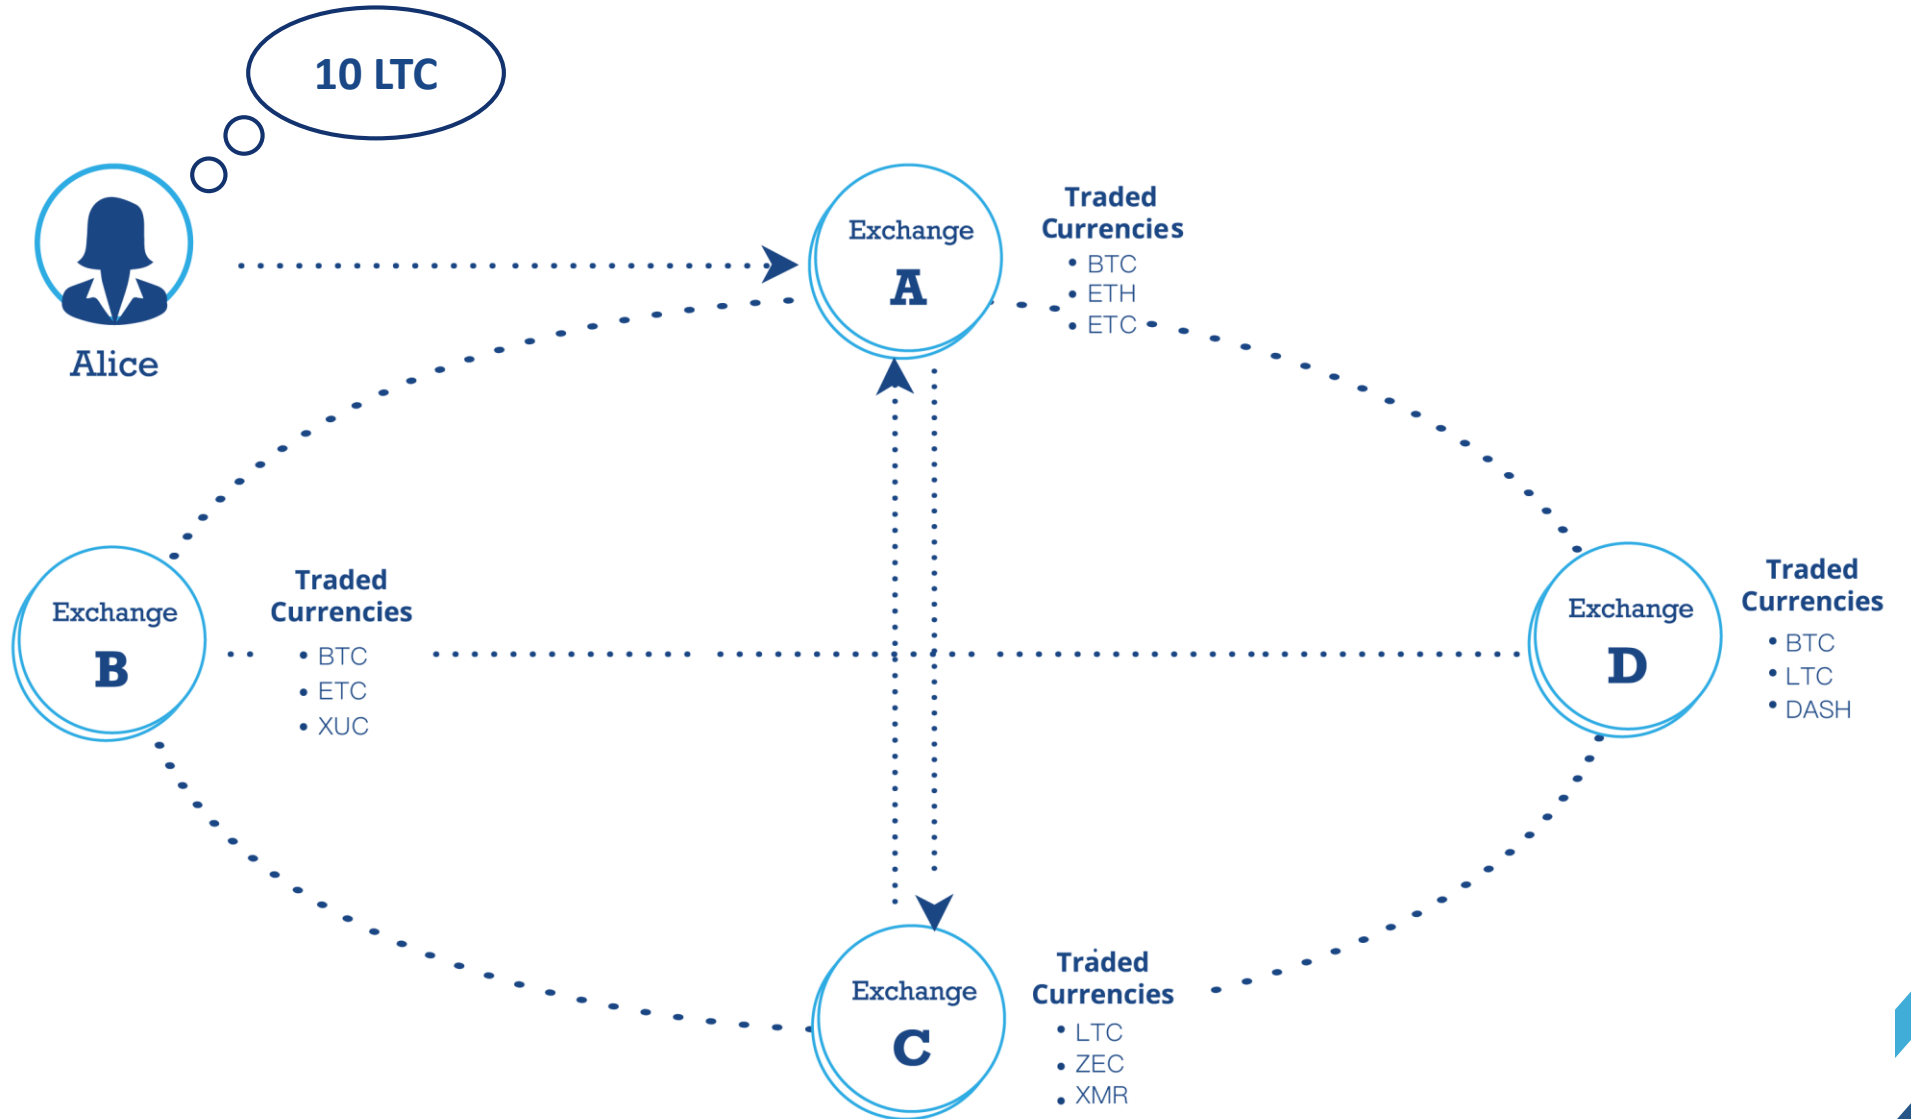 10 LTC
Alice
Exchange
A
Traded
Currencies
• BTC
• ETH
• ETC
Exchange
B
Traded
Currencies
• BTC
• ETC
• XUC
Exchange
D
Traded
Currencies
• BTC
• LTC
• DASH
Exchange
C
Traded
Currencies
• LTC
• ZEC
• XMR